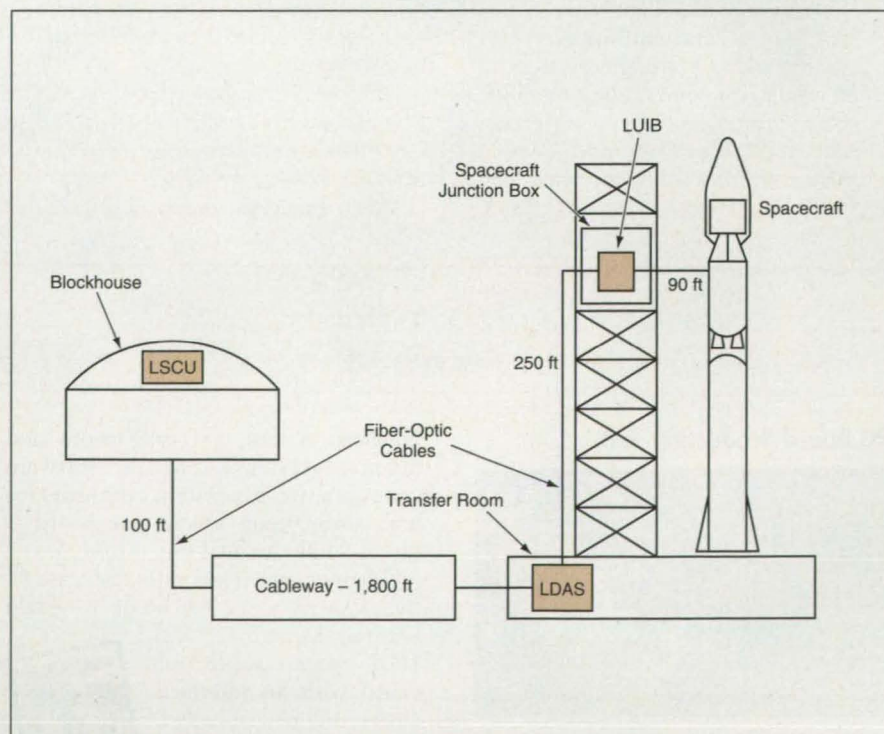 LUIB
Spacecraft
Junction Box
Spacecraft
90 ft
Blockhouse
LSCU
250 ft
Fiber-Optic
Cables
Transfer Room
100 ft
Cableway – 1,800 ft
LDAS